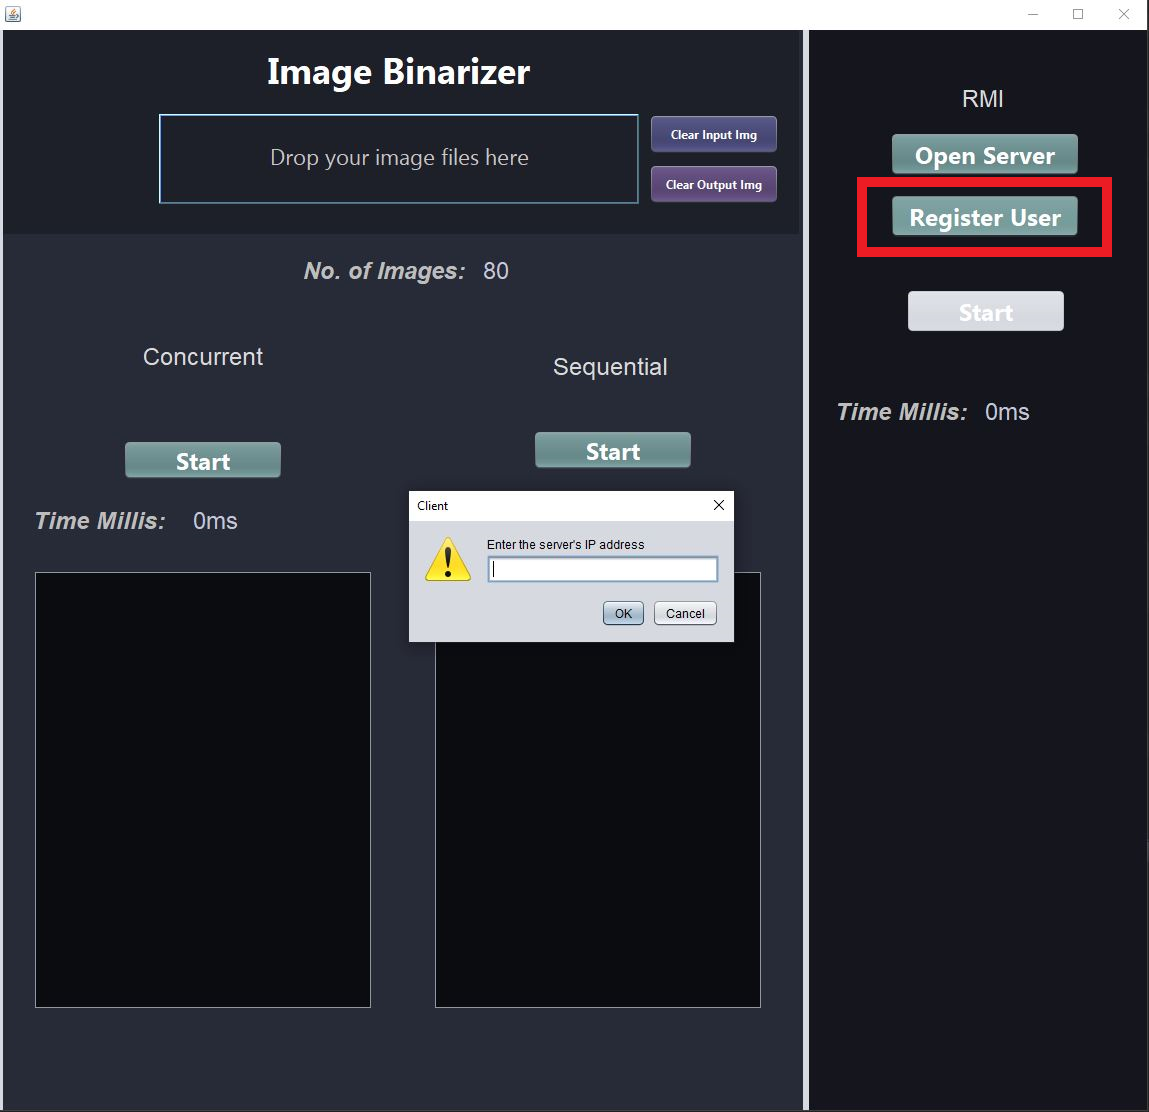 Image Binarizer
Drop your image files here
Clear Input Img
Clear Output Img
No. of Images: 80
Concurrent
Start
Time Millis: 0ms
Sequential
Start
Client
Enter the server's IP address
OK
Cancel
RMI
Open Server
Register User
Start
Time Millis: 0ms